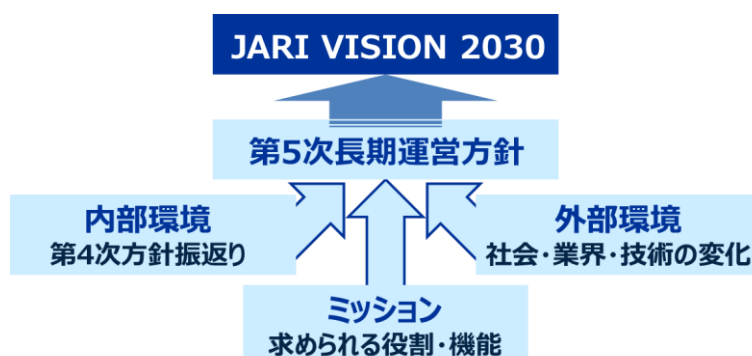 JARI VISION 2030
第5次長期運営方針
内部環境
第4次方針振返り
外部環境
社会・業界・技術の変化
ミッション
求められる役割・機能